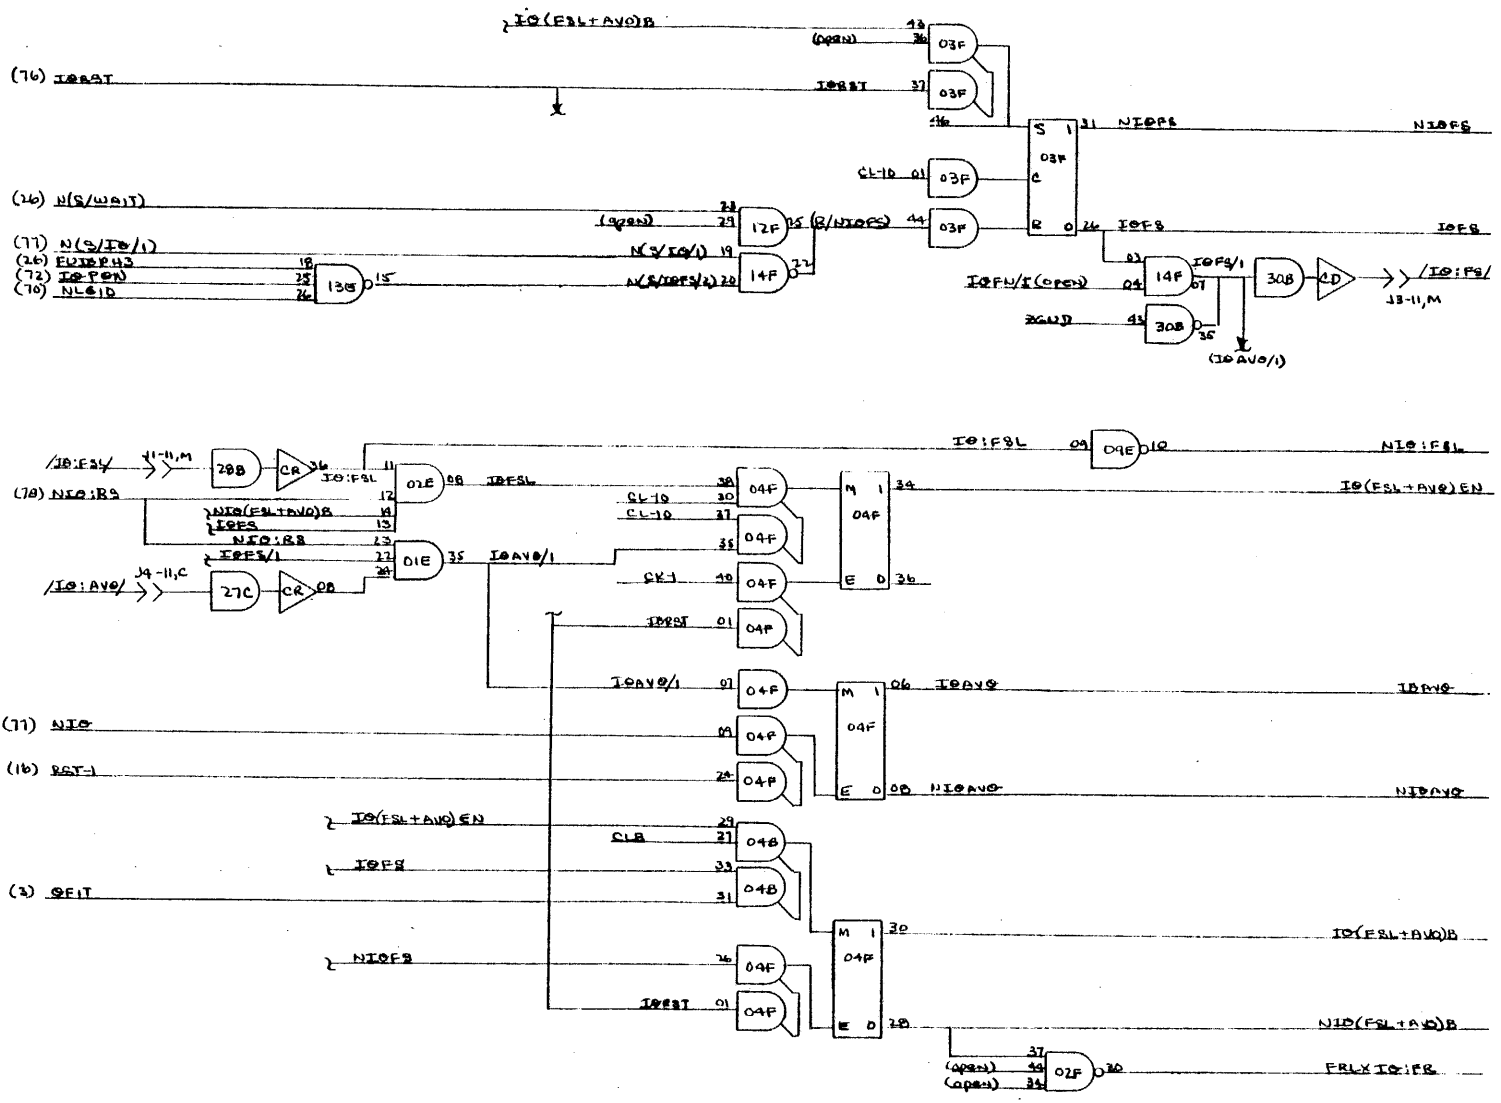 IO(FSL+AVO)B 43
(OPEN) 36 03F
(76) IORST
IORST 37 03F
46
S 1 31 NIOFS NIOFS
03F
CL-10 01 03F C
(26) N(S/WAIT) 28
(OPEN) 29 12F 25 (R/NIOFS) 44 03F R 0 26 IOFS IOFS
(77) N(S/IO/1) N(S/IO/1) 19
22
14F
(72) IOPON 25 13G 15 N(S/IOFS/2) 20
18
(70) NLGID 26
03 IOFS/1
14F 07 30B CD /IO:FS/
IOFN/I(OPEN) 04
J3-11,M
43 30B 35
(IOAVO/1)
/IO:FSL/ J1-11,M 28B CR 36 IO:FSL 11
IO:FSL 09 09E 10 NIO:FSL
(78) NIO:RS 12 02E 08 IOFSL 38 04F
NIO(FSL+AVO)B 14
IOFS 13
CL-10 30
CL-10 37 04F
M 1 34 IO(FSL+AVO)EN
04F
NIO:RS 23
IOFS/1 22 01E 35 IOAVO/1 35
/IO:AVO/ J4-11,C 27C CR 08 24
CK-1 40 04F E 0 36
IORST 01 04F
IOAVO/1 07 04F M 1 06 IOAVO IOAVO
04F
(77) NIO 09 04F
(16) RST-1 24 04F E 0 08 NIOAVO NIOAVO
IO(FSL+AVO)EN 29
CLB 27 04B
IOFS 33
(3) OFIT 31 04B
M 1 30 IO(FSL+AVO)B
04F
NIOFS 26 04F
IORST 01 04F E 0 28 NIO(FSL+AVO)B
37
(OPEN) 44 02F 30 FRLXIO:FR
(OPEN) 34